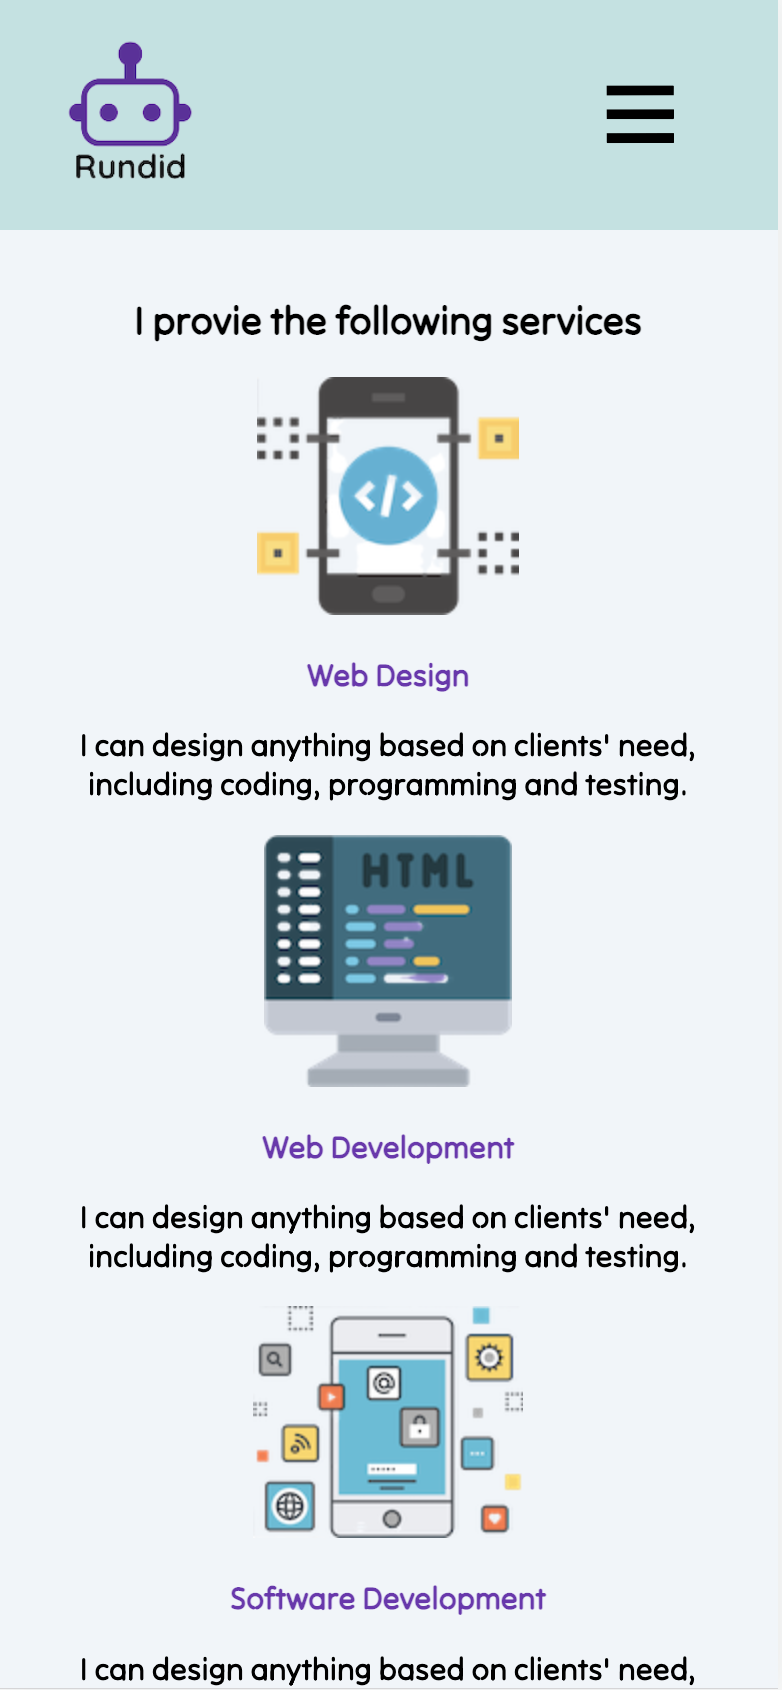 Rundid
I provie the following services
</>
Web Design
I can design anything based on clients' need,
including coding, programming and testing.
HTML
Web Development
I can design anything based on clients' need,
including coding, programming and testing.
@
Software Development
I can design anything based on clients' need,